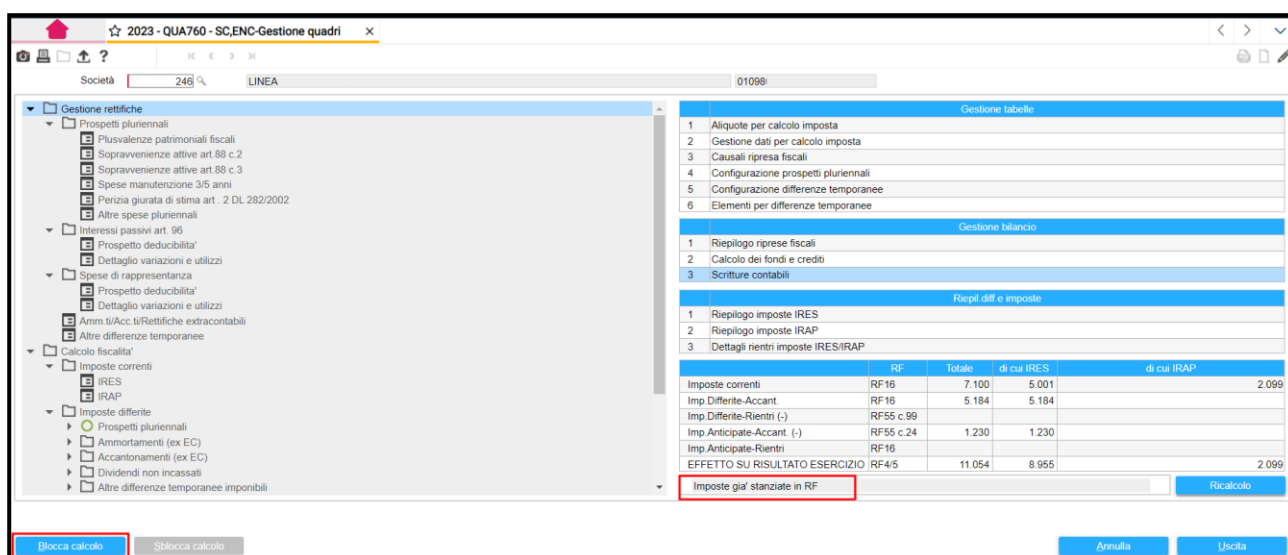 2023 - QUA760 - SC,ENC-Gestione quadri
Società 246 LINEA 01098
Gestione rettifiche
Prospetti pluriennali
Plusvalenze patrimoniali fiscali
Sopravvenienze attive art.88 c.2
Sopravvenienze attive art.88 c.3
Spese manutenzione 3/5 anni
Perizia giurata di stima art . 2 DL 282/2002
Altre spese pluriennali
Interessi passivi art. 96
Prospetto deducibilita'
Dettaglio variazioni e utilizzi
Spese di rappresentanza
Prospetto deducibilita'
Dettaglio variazioni e utilizzi
Amm.ti/Acc.ti/Rettifiche extracontabili
Altre differenze temporanee
Calcolo fiscalita'
Imposte correnti
IRES
IRAP
Imposte differite
Prospetti pluriennali
Ammortamenti (ex EC)
Accantonamenti (ex EC)
Dividendi non incassati
Altre differenze temporanee imponibili
Gestione tabelle
1 Aliquote per calcolo imposta
2 Gestione dati per calcolo imposta
3 Causali ripresa fiscali
4 Configurazione prospetti pluriennali
5 Configurazione differenze temporanee
6 Elementi per differenze temporanee
Gestione bilancio
1 Riepilogo riprese fiscali
2 Calcolo dei fondi e crediti
3 Scritture contabili
Riepil.diff.e imposte
1 Riepilogo imposte IRES
2 Riepilogo imposte IRAP
3 Dettagli rientri imposte IRES/IRAP
RF Totale di cui IRES di cui IRAP
Imposte correnti RF16 7.100 5.001 2.099
Imp.Differite-Accant. RF16 5.184 5.184
Imp.Differite-Rientri (-) RF55 c.99
Imp.Anticipate-Accant. (-) RF55 c.24 1.230 1.230
Imp.Anticipate-Rientri RF16
EFFETTO SU RISULTATO ESERCIZIO RF4/5 11.054 8.955 2.099
Imposte gia' stanziate in RF Ricalcolo
Blocca calcolo Sblocca calcolo Annulla Uscita